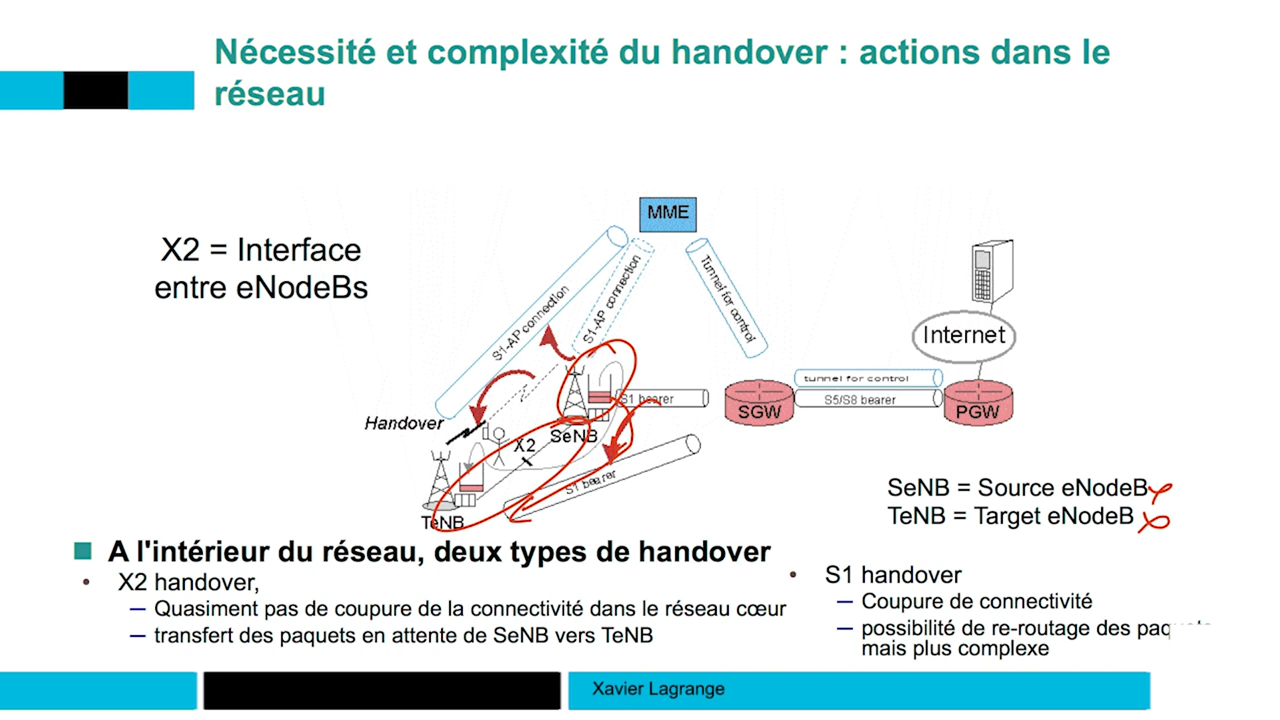 Nécessité et complexité du handover : actions dans le
réseau
MME
X2 = Interface
entre eNodeBs
S1-AP connection
S1-AP connection
Tunnel for control
Internet
tunnel for control
S1 bearer
SGW
S5/S8 bearer
PGW
Handover
SeNB
X2
S1 bearer
TeNB
SeNB = Source eNodeB
TeNB = Target eNodeB
A l'intérieur du réseau, deux types de handover
X2 handover,
– Quasiment pas de coupure de la connectivité dans le réseau cœur
– transfert des paquets en attente de SeNB vers TeNB
S1 handover
– Coupure de connectivité
– possibilité de re-routage des
mais plus complexe
Xavier Lagrange